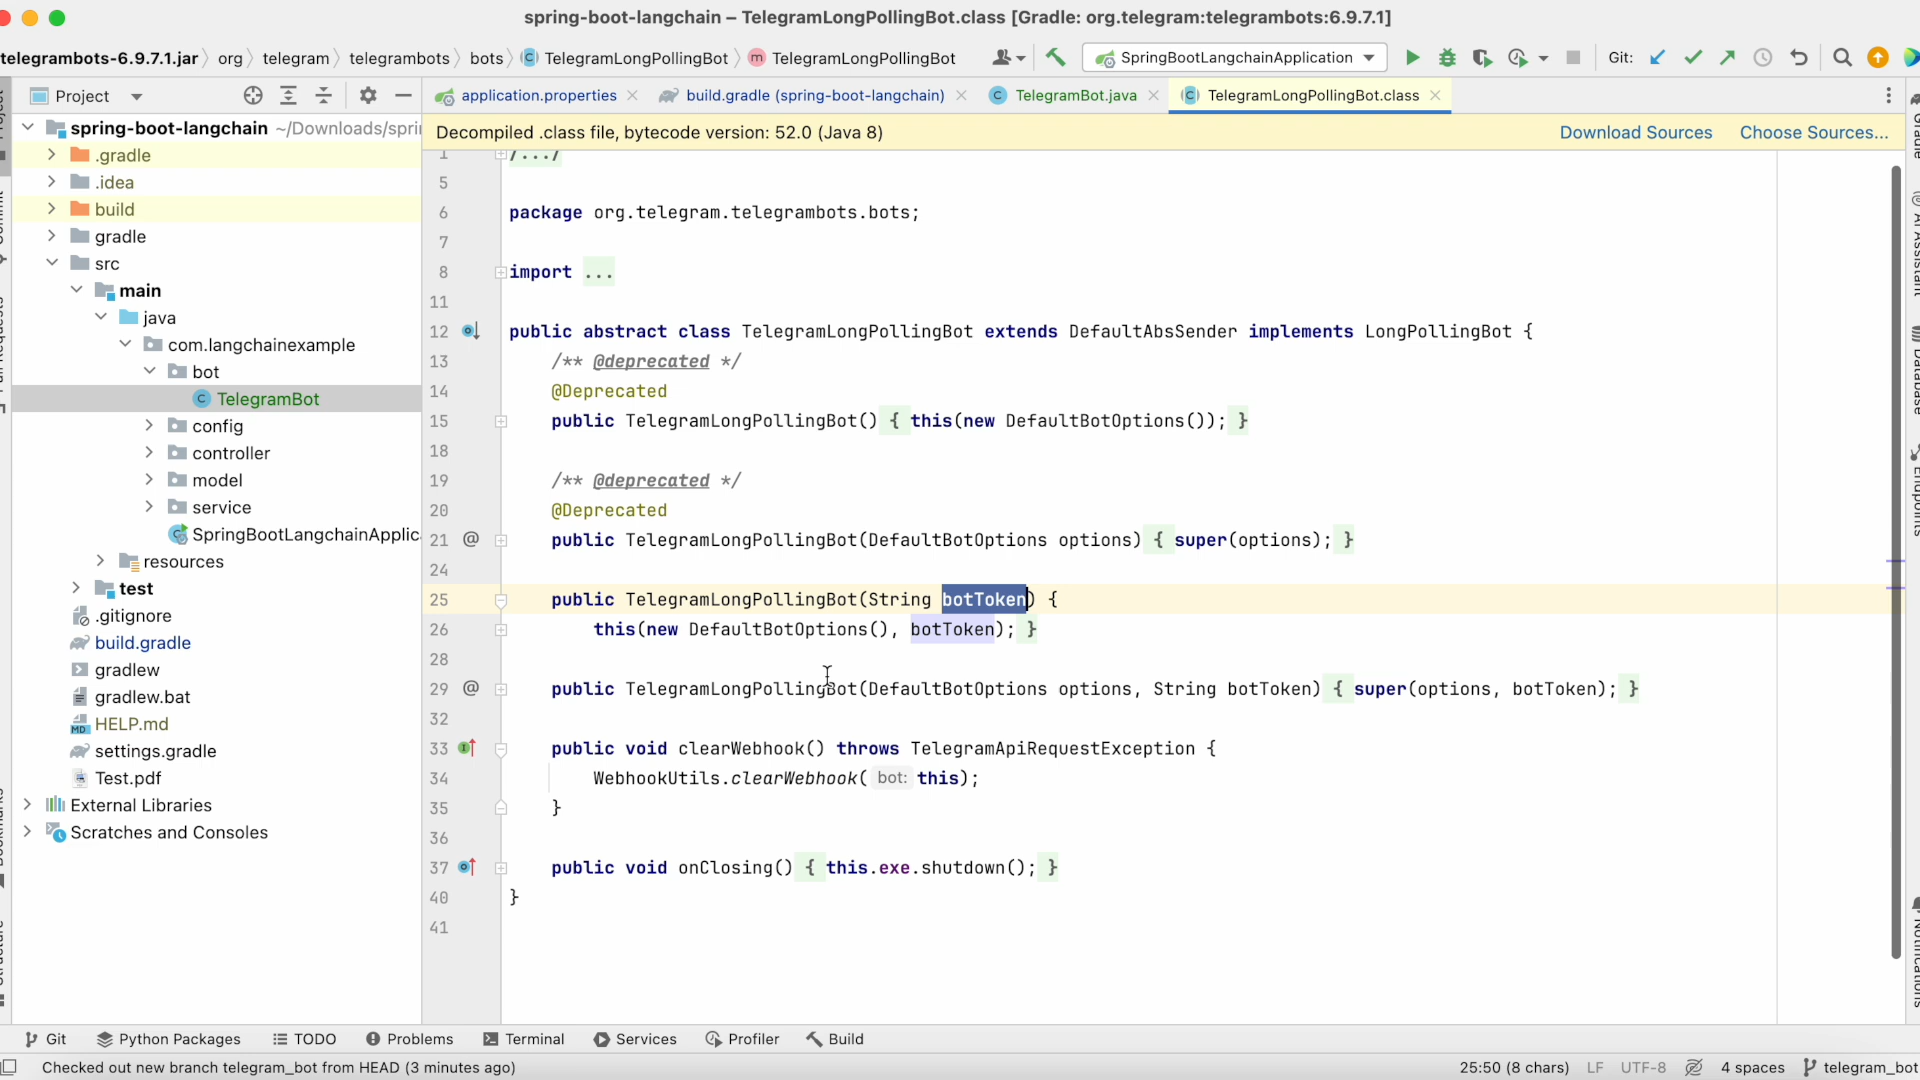 spring-boot-langchain – TelegramLongPollingBot.class [Gradle: org.telegram:telegrambots:6.9.7.1]
telegrambots-6.9.7.1.jar org telegram telegrambots bots TelegramLongPollingBot TelegramLongPollingBot SpringBootLangchainApplication Git:
Project
application.properties build.gradle (spring-boot-langchain) TelegramBot.java TelegramLongPollingBot.class
Decompiled .class file, bytecode version: 52.0 (Java 8) Download Sources Choose Sources...
spring-boot-langchain ~/Downloads/spri
.gradle
.idea
build
gradle
src
main
java
com.langchainexample
bot
TelegramBot
config
controller
model
service
SpringBootLangchainApplic
resources
test
.gitignore
build.gradle
gradlew
gradlew.bat
HELP.md
settings.gradle
Test.pdf
External Libraries
Scratches and Consoles
1 /.../
5
6 package org.telegram.telegrambots.bots;
7
8 import ...
11
12 public abstract class TelegramLongPollingBot extends DefaultAbsSender implements LongPollingBot {
13 /** @deprecated */
14 @Deprecated
15 public TelegramLongPollingBot() { this(new DefaultBotOptions()); }
18
19 /** @deprecated */
20 @Deprecated
21 @ public TelegramLongPollingBot(DefaultBotOptions options) { super(options); }
24
25 public TelegramLongPollingBot(String botToken) {
26 this(new DefaultBotOptions(), botToken); }
28
29 @ public TelegramLongPollingBot(DefaultBotOptions options, String botToken) { super(options, botToken); }
32
33 public void clearWebhook() throws TelegramApiRequestException {
34 WebhookUtils.clearWebhook( bot: this);
35 }
36
37 public void onClosing() { this.exe.shutdown(); }
40 }
41
AI Assistant
Database
Endpoints
Notifications
Git Python Packages TODO Problems Terminal Services Profiler Build
Checked out new branch telegram_bot from HEAD (3 minutes ago) 25:50 (8 chars) LF UTF-8 4 spaces telegram_bot